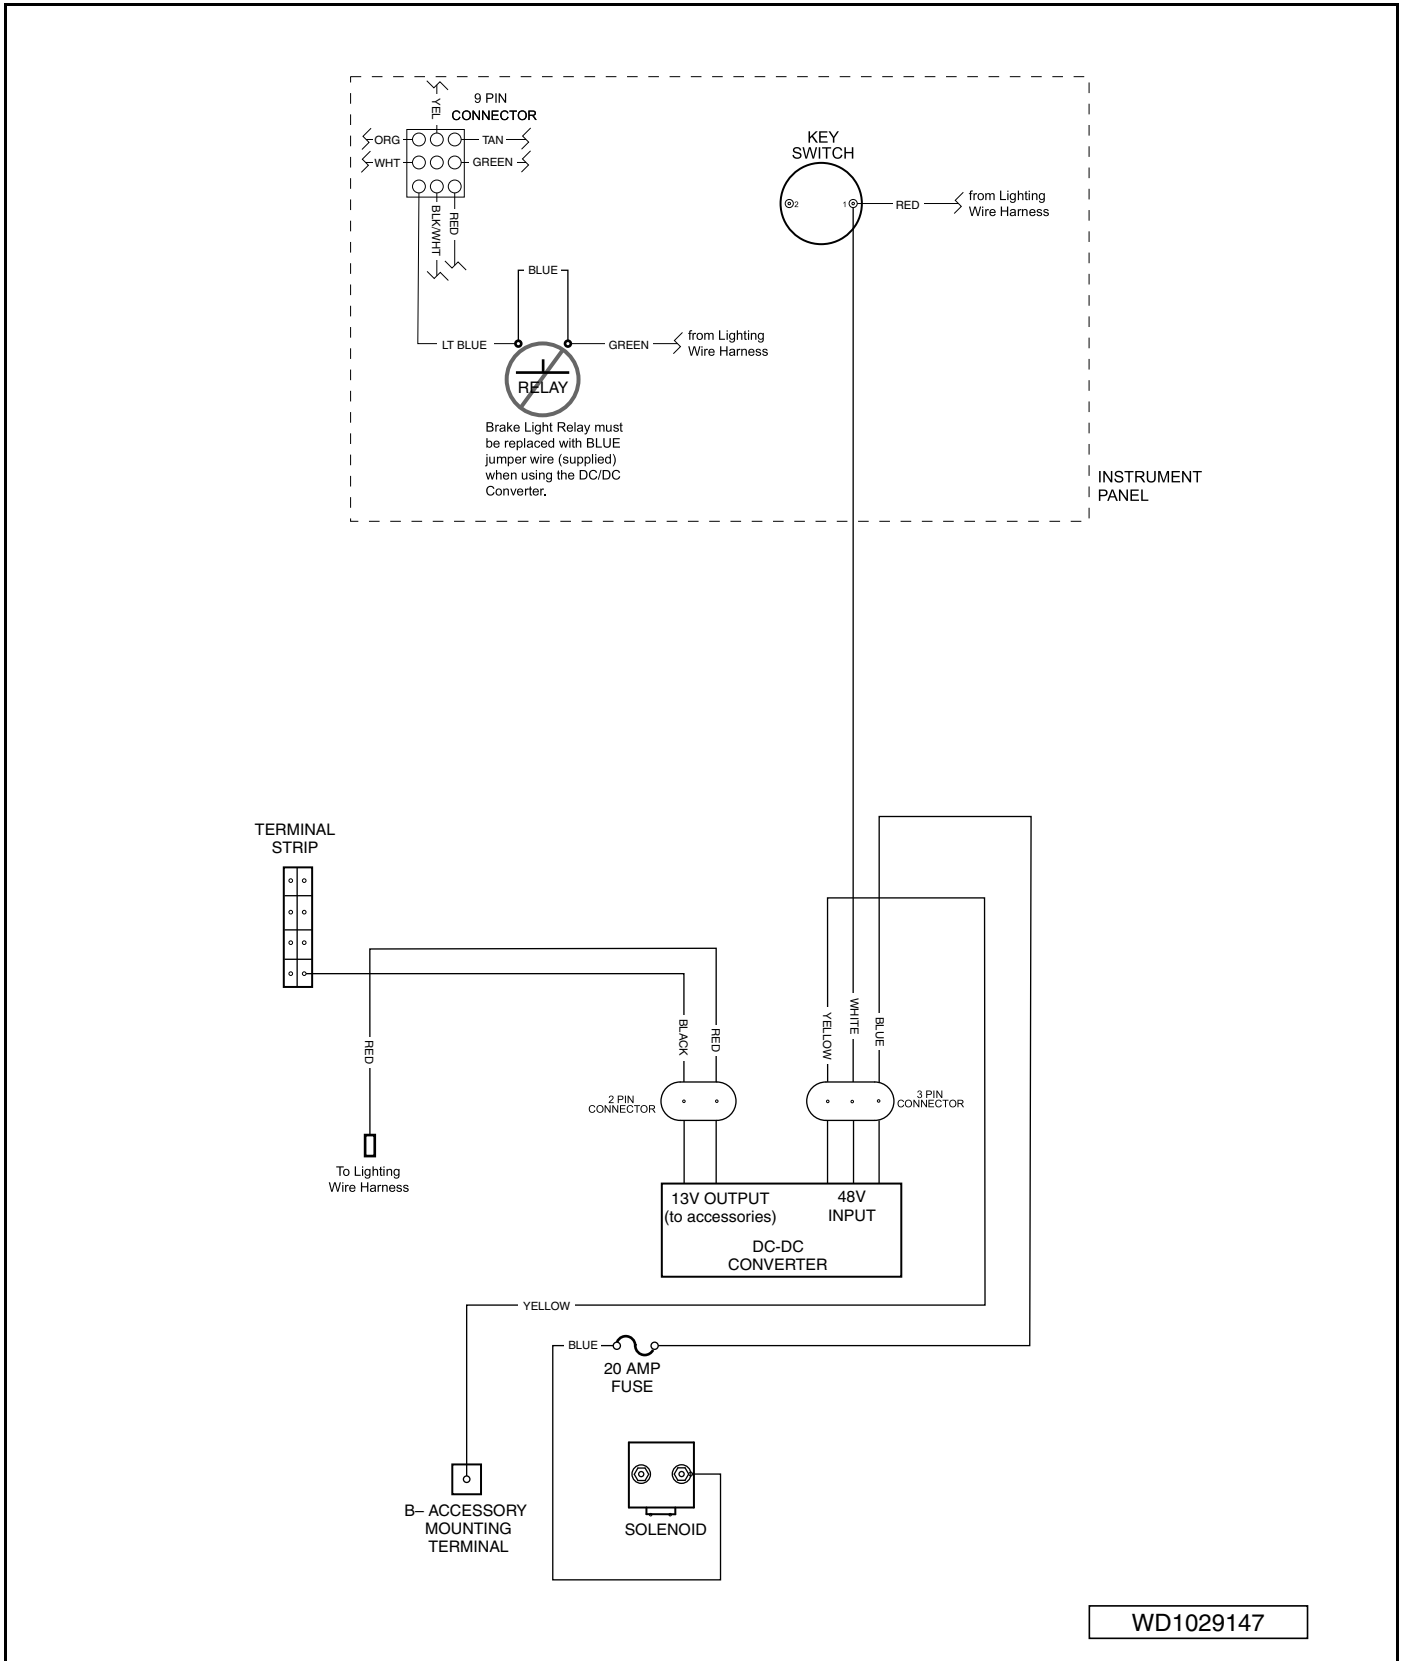 9 PIN
CONNECTOR
YEL
ORG
TAN
WHT
GREEN
BLK/WHT
RED
KEY
SWITCH
2
1
RED
from Lighting
Wire Harness
BLUE
LT BLUE
GREEN
from Lighting
Wire Harness
RELAY
Brake Light Relay must
be replaced with BLUE
jumper wire (supplied)
when using the DC/DC
Converter.
INSTRUMENT
PANEL
TERMINAL
STRIP
RED
BLACK
RED
YELLOW
WHITE
BLUE
2 PIN
CONNECTOR
3 PIN
CONNECTOR
To Lighting
Wire Harness
13V OUTPUT
(to accessories)
48V
INPUT
DC-DC
CONVERTER
YELLOW
BLUE
20 AMP
FUSE
B– ACCESSORY
MOUNTING
TERMINAL
SOLENOID
WD1029147